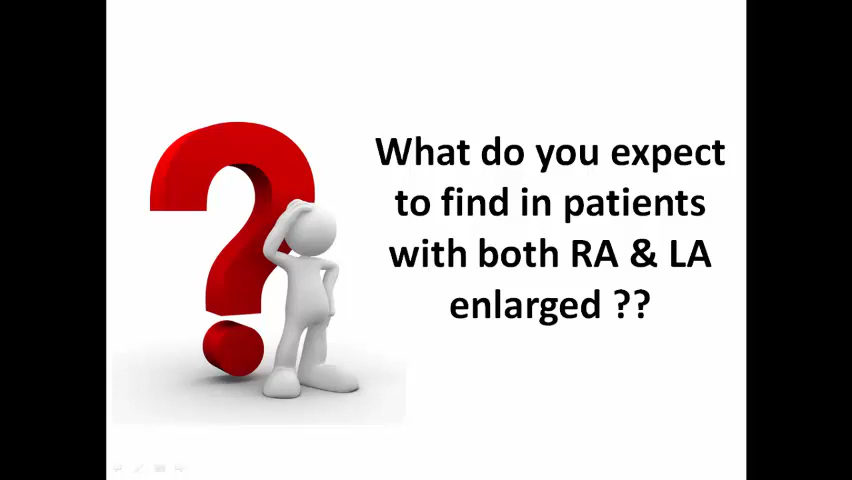 What do you expect
to find in patients
with both RA & LA
enlarged ??